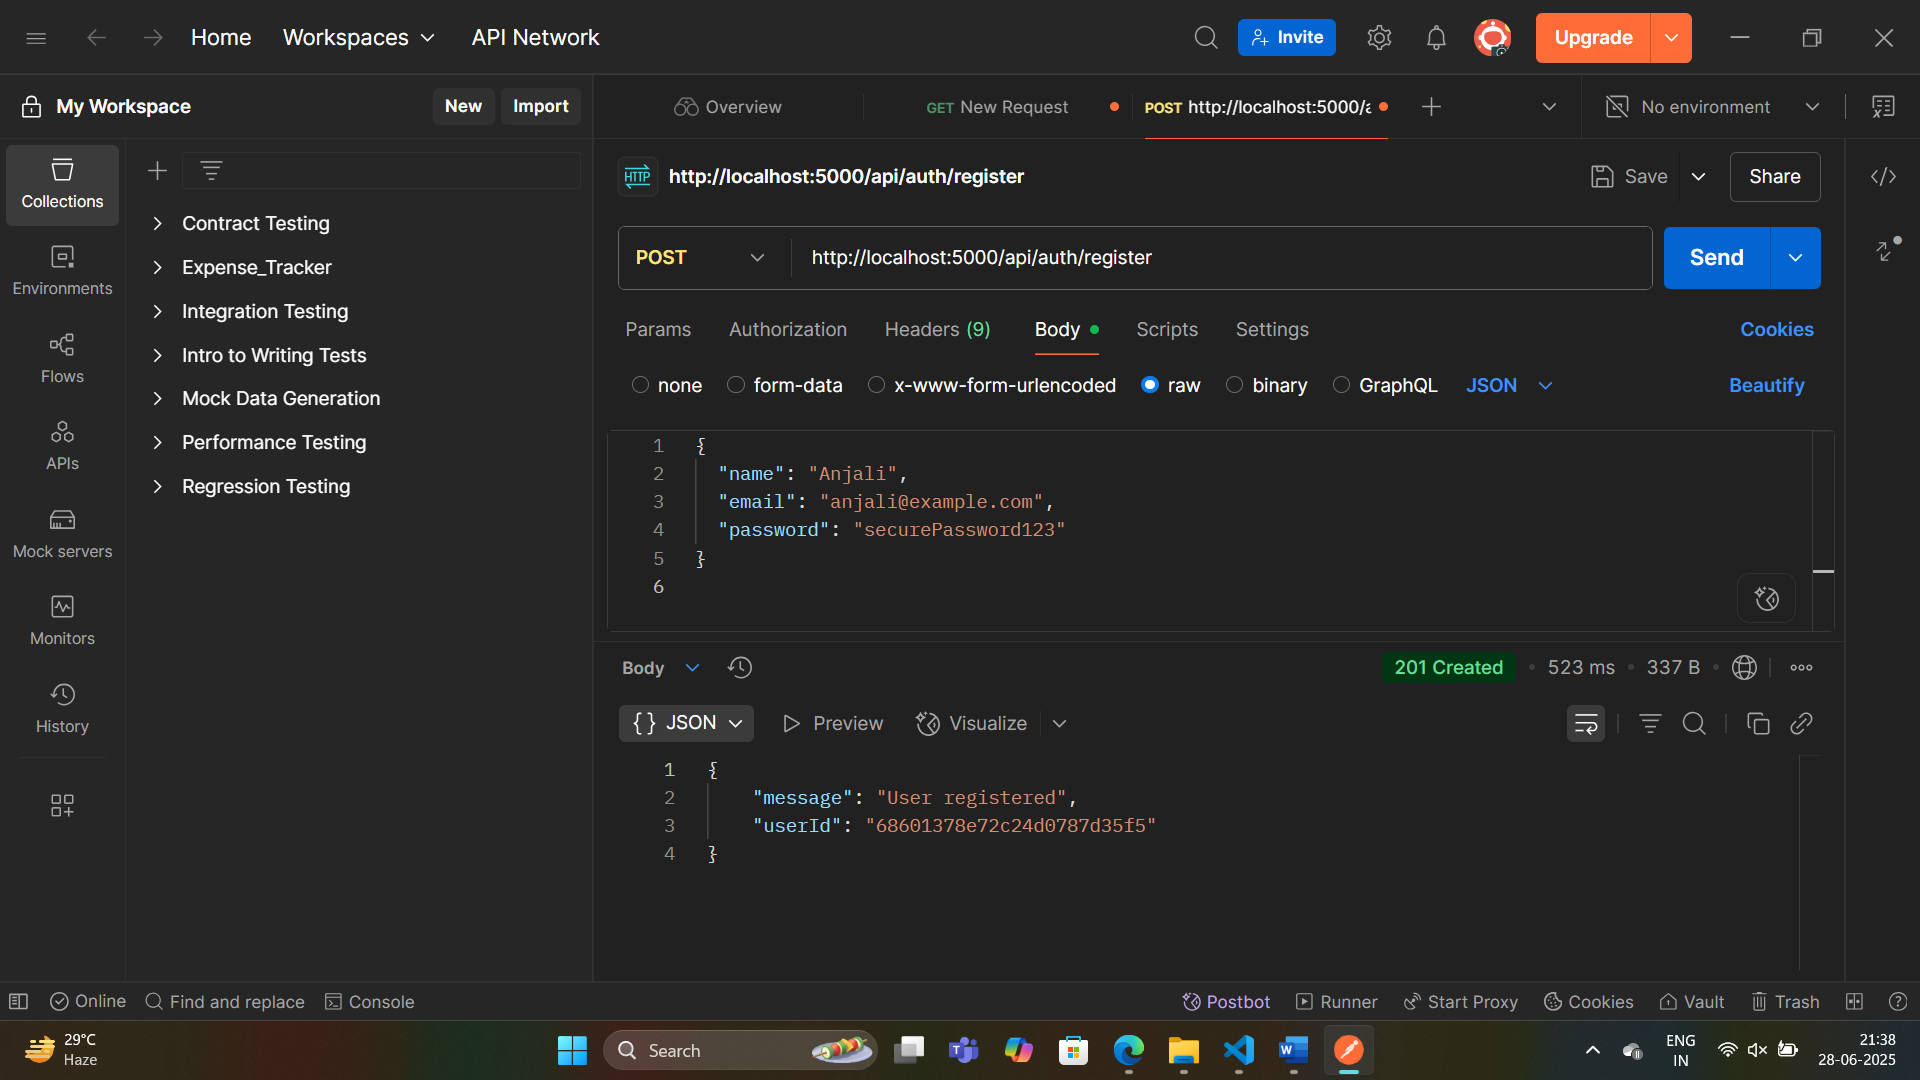 Home Workspaces API Network Invite Upgrade
My Workspace New Import
Overview GET New Request POST http://localhost:5000/a No environment
Collections
Environments
Flows
APIs
Mock servers
Monitors
History
Contract Testing
Expense_Tracker
Integration Testing
Intro to Writing Tests
Mock Data Generation
Performance Testing
Regression Testing
HTTP http://localhost:5000/api/auth/register Save Share
POST http://localhost:5000/api/auth/register Send
Params Authorization Headers (9) Body Scripts Settings Cookies
none form-data x-www-form-urlencoded raw binary GraphQL JSON Beautify
1 {
2 "name": "Anjali",
3 "email": "anjali@example.com",
4 "password": "securePassword123"
5 }
6
Body 201 Created • 523 ms • 337 B •
{ } JSON Preview Visualize
1 {
2 "message": "User registered",
3 "userId": "68601378e72c24d0787d35f5"
4 }
Online Find and replace Console Postbot Runner Start Proxy Cookies Vault Trash
29°C
Haze
Search
ENG
IN
21:38
28-06-2025